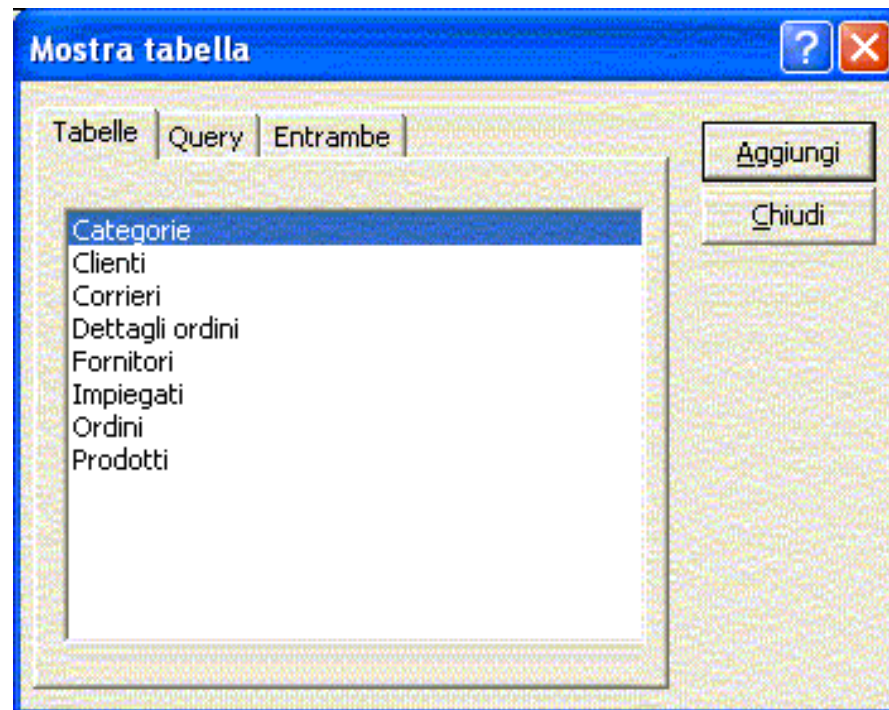 Mostra tabella
Tabelle Query Entrambe
Aggiungi
Chiudi
Categorie
Clienti
Corrieri
Dettagli ordini
Fornitori
Impiegati
Ordini
Prodotti